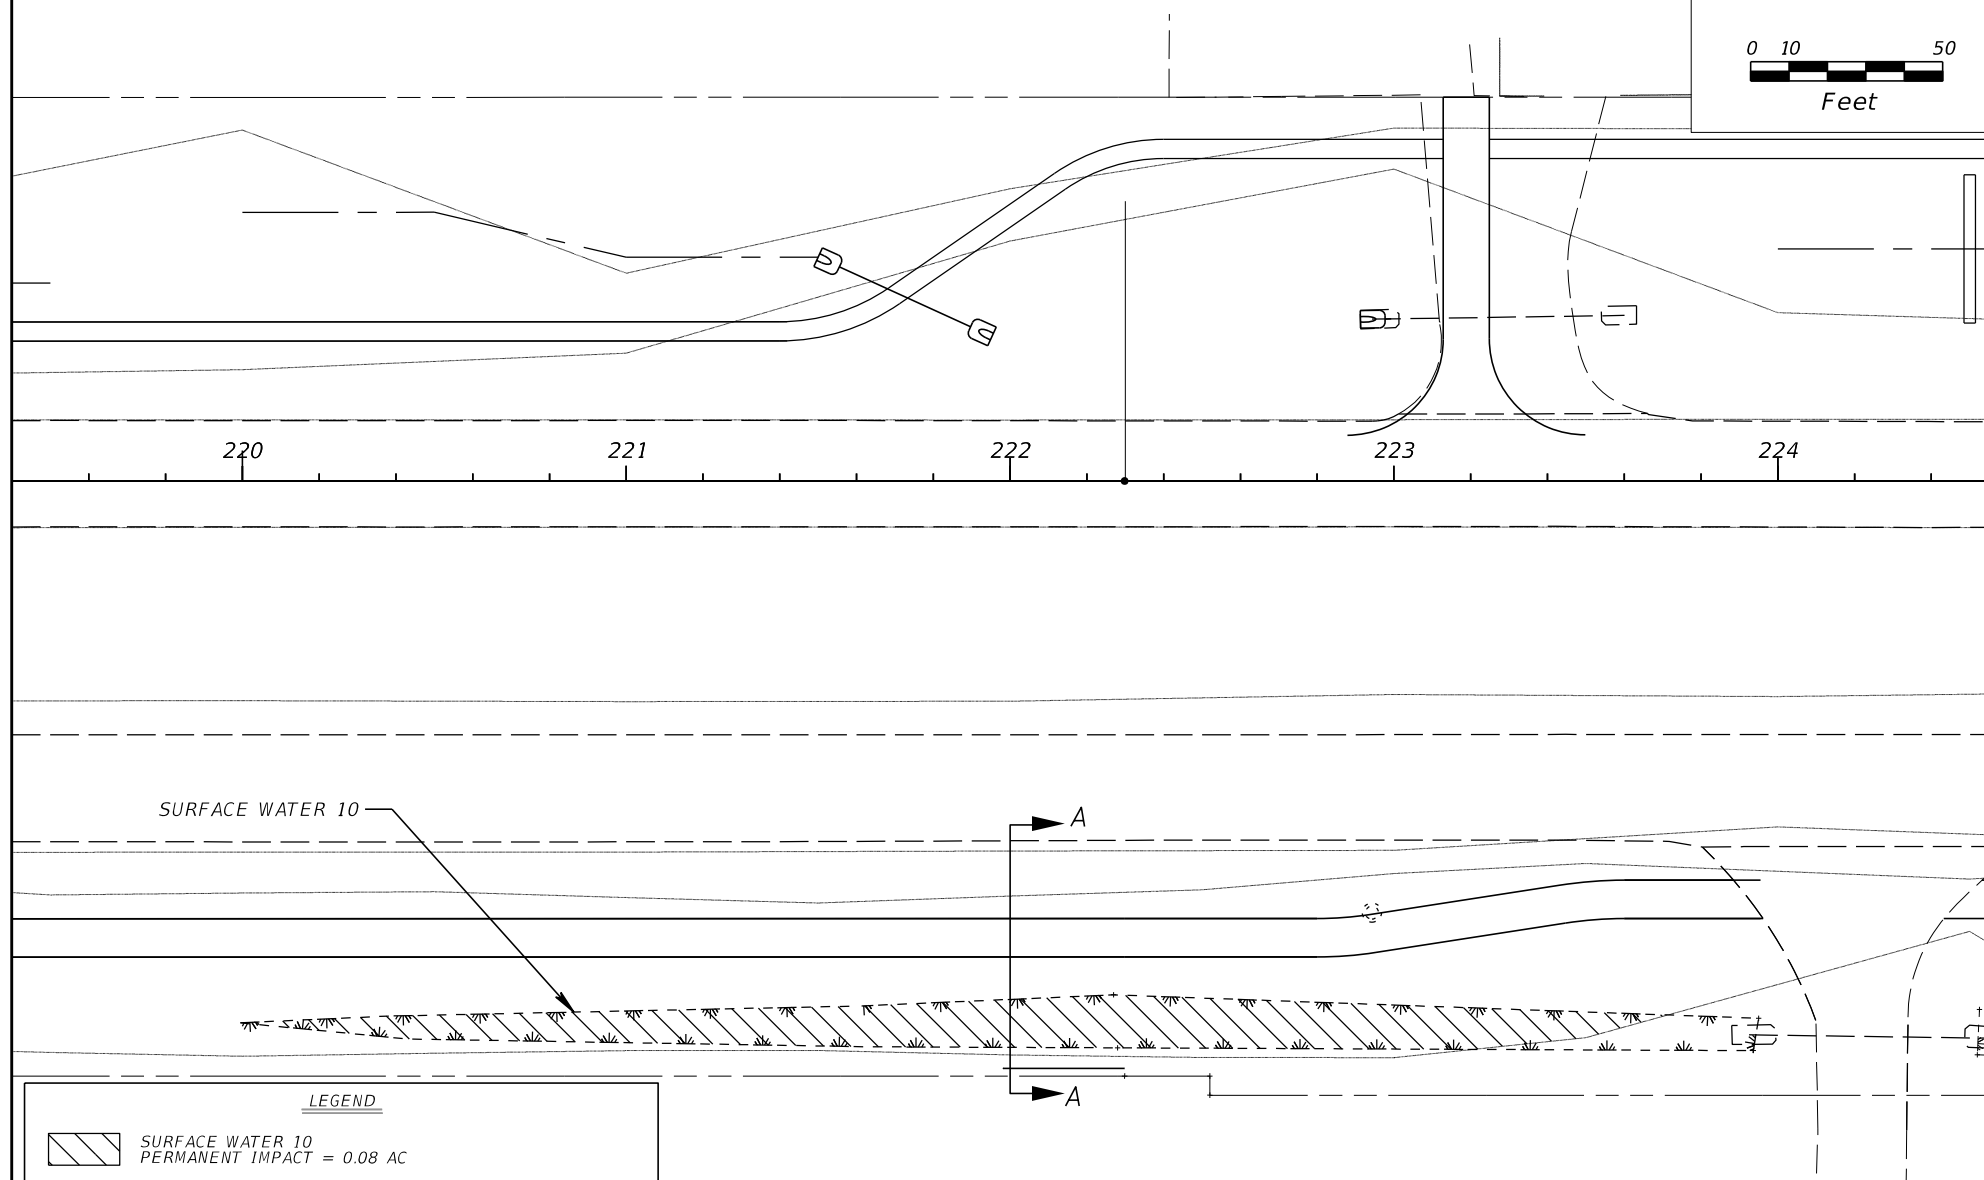 0 10 50
Feet
220 221 222 223 224
SURFACE WATER 10
A
A
LEGEND
SURFACE WATER 10
PERMANENT IMPACT = 0.08 AC